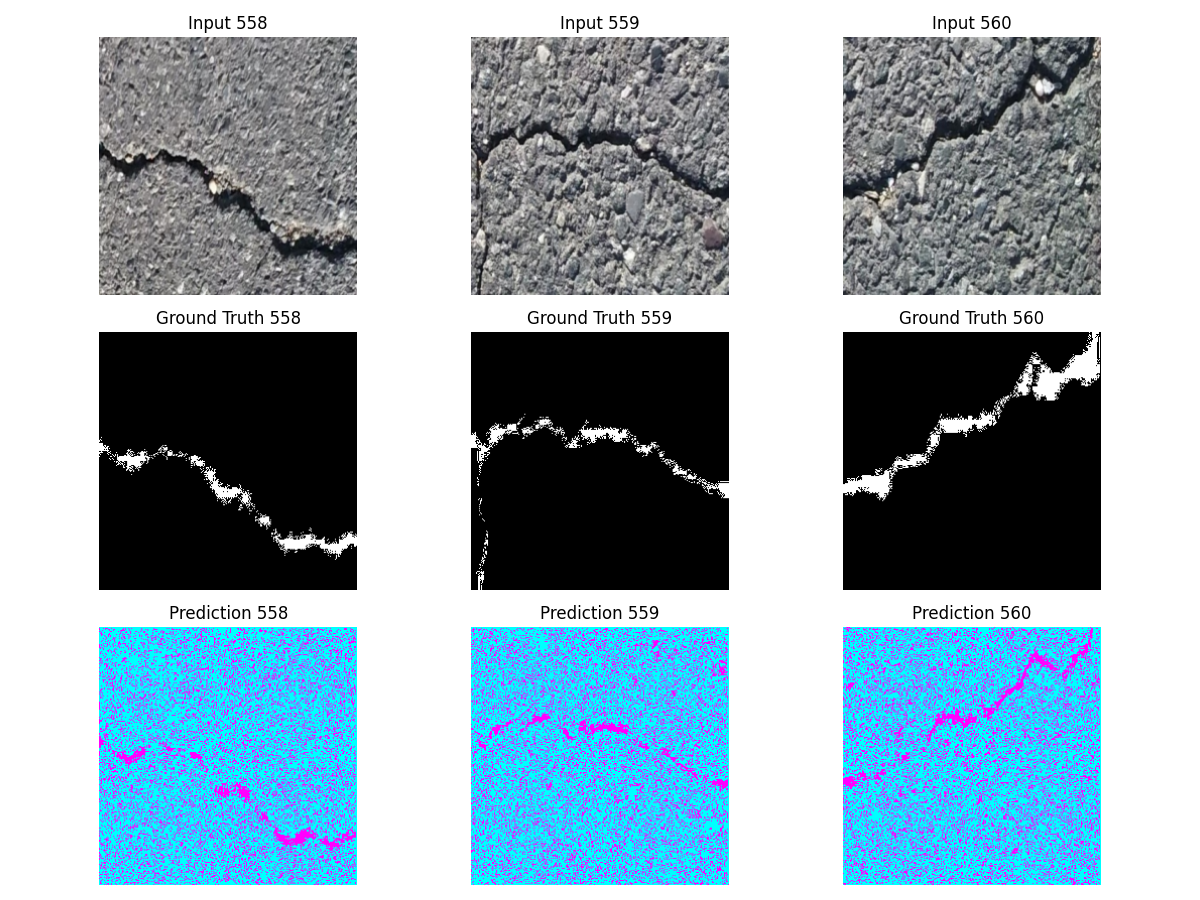 Input 558
Input 559
Input 560
Ground Truth 558
Ground Truth 559
Ground Truth 560
Prediction 558
Prediction 559
Prediction 560